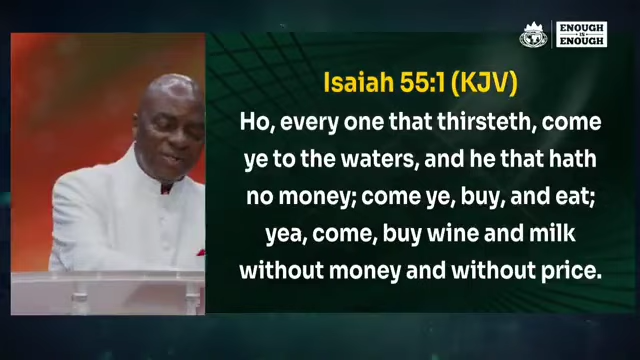 ENOUGH
IS
ENOUGH
Isaiah 55:1 (KJV)
Ho, every one that thirsteth, come
ye to the waters, and he that hath
no money; come ye, buy, and eat;
yea, come, buy wine and milk
without money and without price.